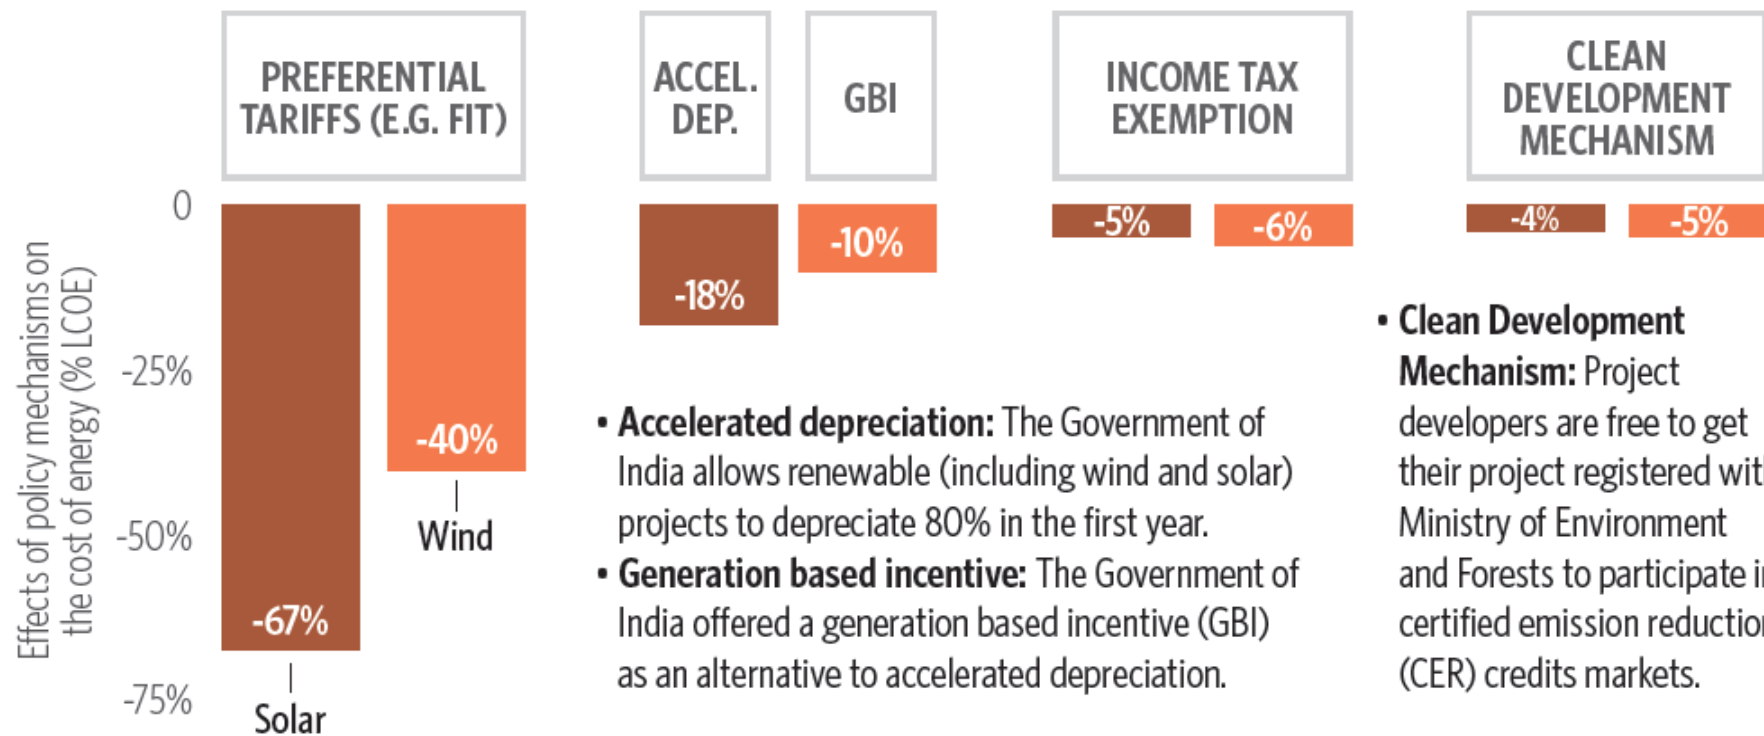 PREFERENTIAL
TARIFFS (E.G. FIT)
ACCEL.
DEP.
GBI
INCOME TAX
EXEMPTION
CLEAN
DEVELOPMENT
MECHANISM
Effects of policy mechanisms on
the cost of energy (% LCOE)
0
-25%
-50%
-75%
-67%
Solar
-40%
Wind
-18%
-10%
-5%
-6%
-4%
-5%
• Accelerated depreciation: The Government of
India allows renewable (including wind and solar)
projects to depreciate 80% in the first year.
• Generation based incentive: The Government of
India offered a generation based incentive (GBI)
as an alternative to accelerated depreciation.
• Clean Development
Mechanism: Project
developers are free to get
their project registered
Ministry of Environment
and Forests to participate
certified emission
(CER) credits markets.